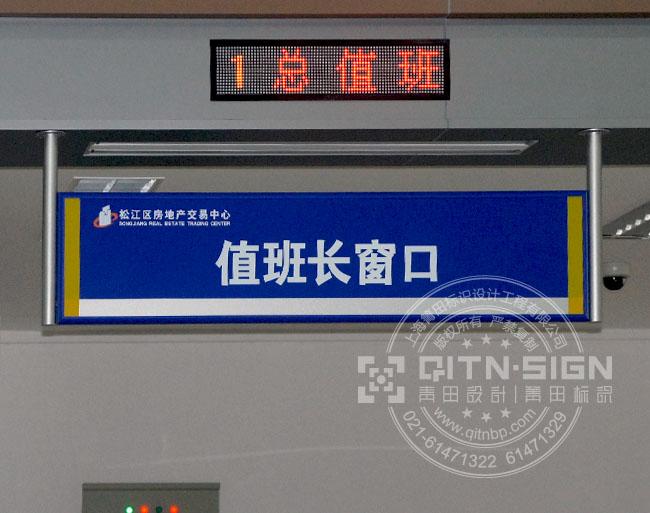 1 总 值 班
松江区房地产交易中心
SONGJIANG REAL ESTATE TRADING CENTER
值班长窗口
上海青田标识设计工程有限公司
版权所有 严禁复制
QITN·SIGN
青田設計|青田标识
www.qitnbp.com
021-61471322 61471329